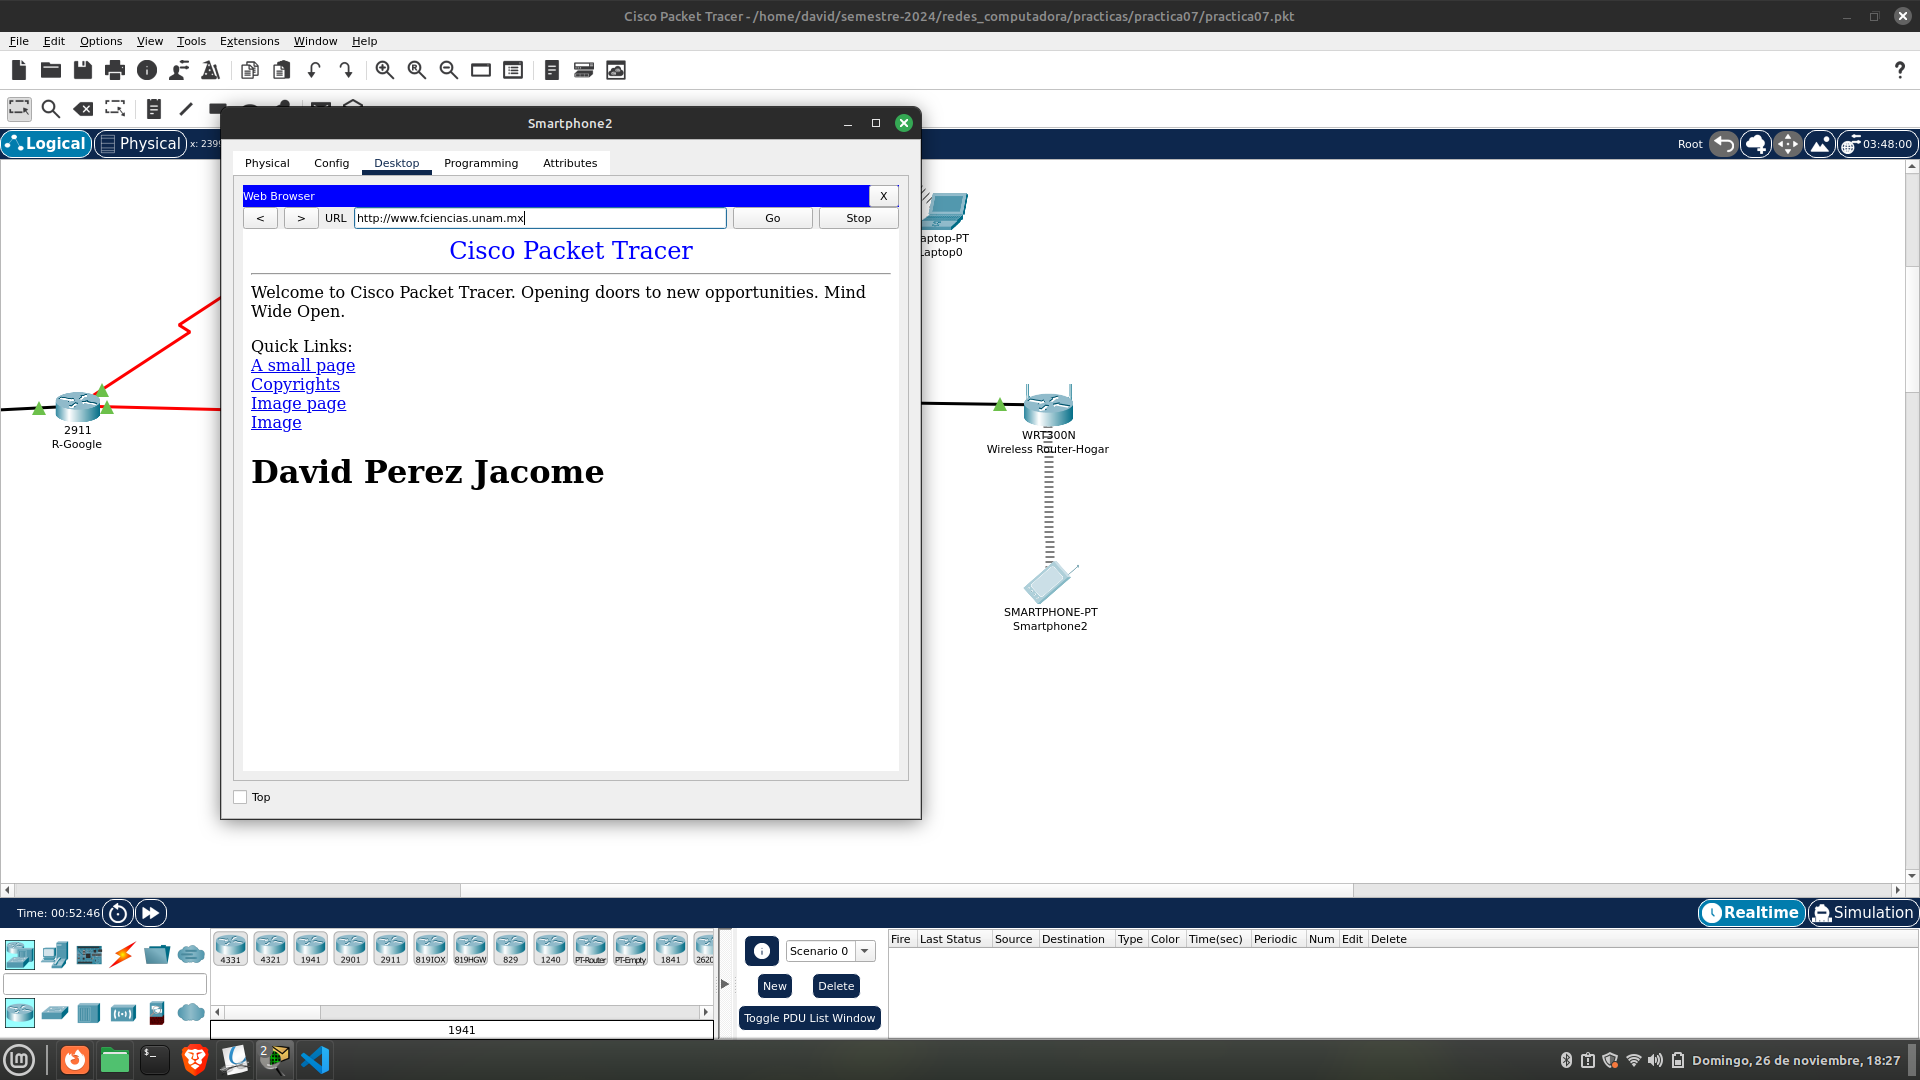 Cisco Packet Tracer - /home/david/semestre-2024/redes_computadora/practicas/practica07/practica07.pkt
File Edit Options View Tools Extensions Window Help
?
Logical Physical x: 2399
Root 03:48:00
Smartphone2
Physical Config Desktop Programming Attributes
Web Browser X
< > URL http://www.fciencias.unam.mx Go Stop
Cisco Packet Tracer
Welcome to Cisco Packet Tracer. Opening doors to new opportunities. Mind
Wide Open.
Quick Links:
A small page
Copyrights
Image page
Image
David Perez Jacome
Top
2911
R-Google
aptop-PT
aptop0
WRT300N
Wireless Router-Hogar
SMARTPHONE-PT
Smartphone2
Time: 00:52:46
Realtime Simulation
4331 4321 1941 2901 2911 819IOX 819HGW 829 1240 PT-Router PT-Empty 1841 2620
1941
Scenario 0
New Delete
Toggle PDU List Window
Fire Last Status Source Destination Type Color Time(sec) Periodic Num Edit Delete
2
Domingo, 26 de noviembre, 18:27